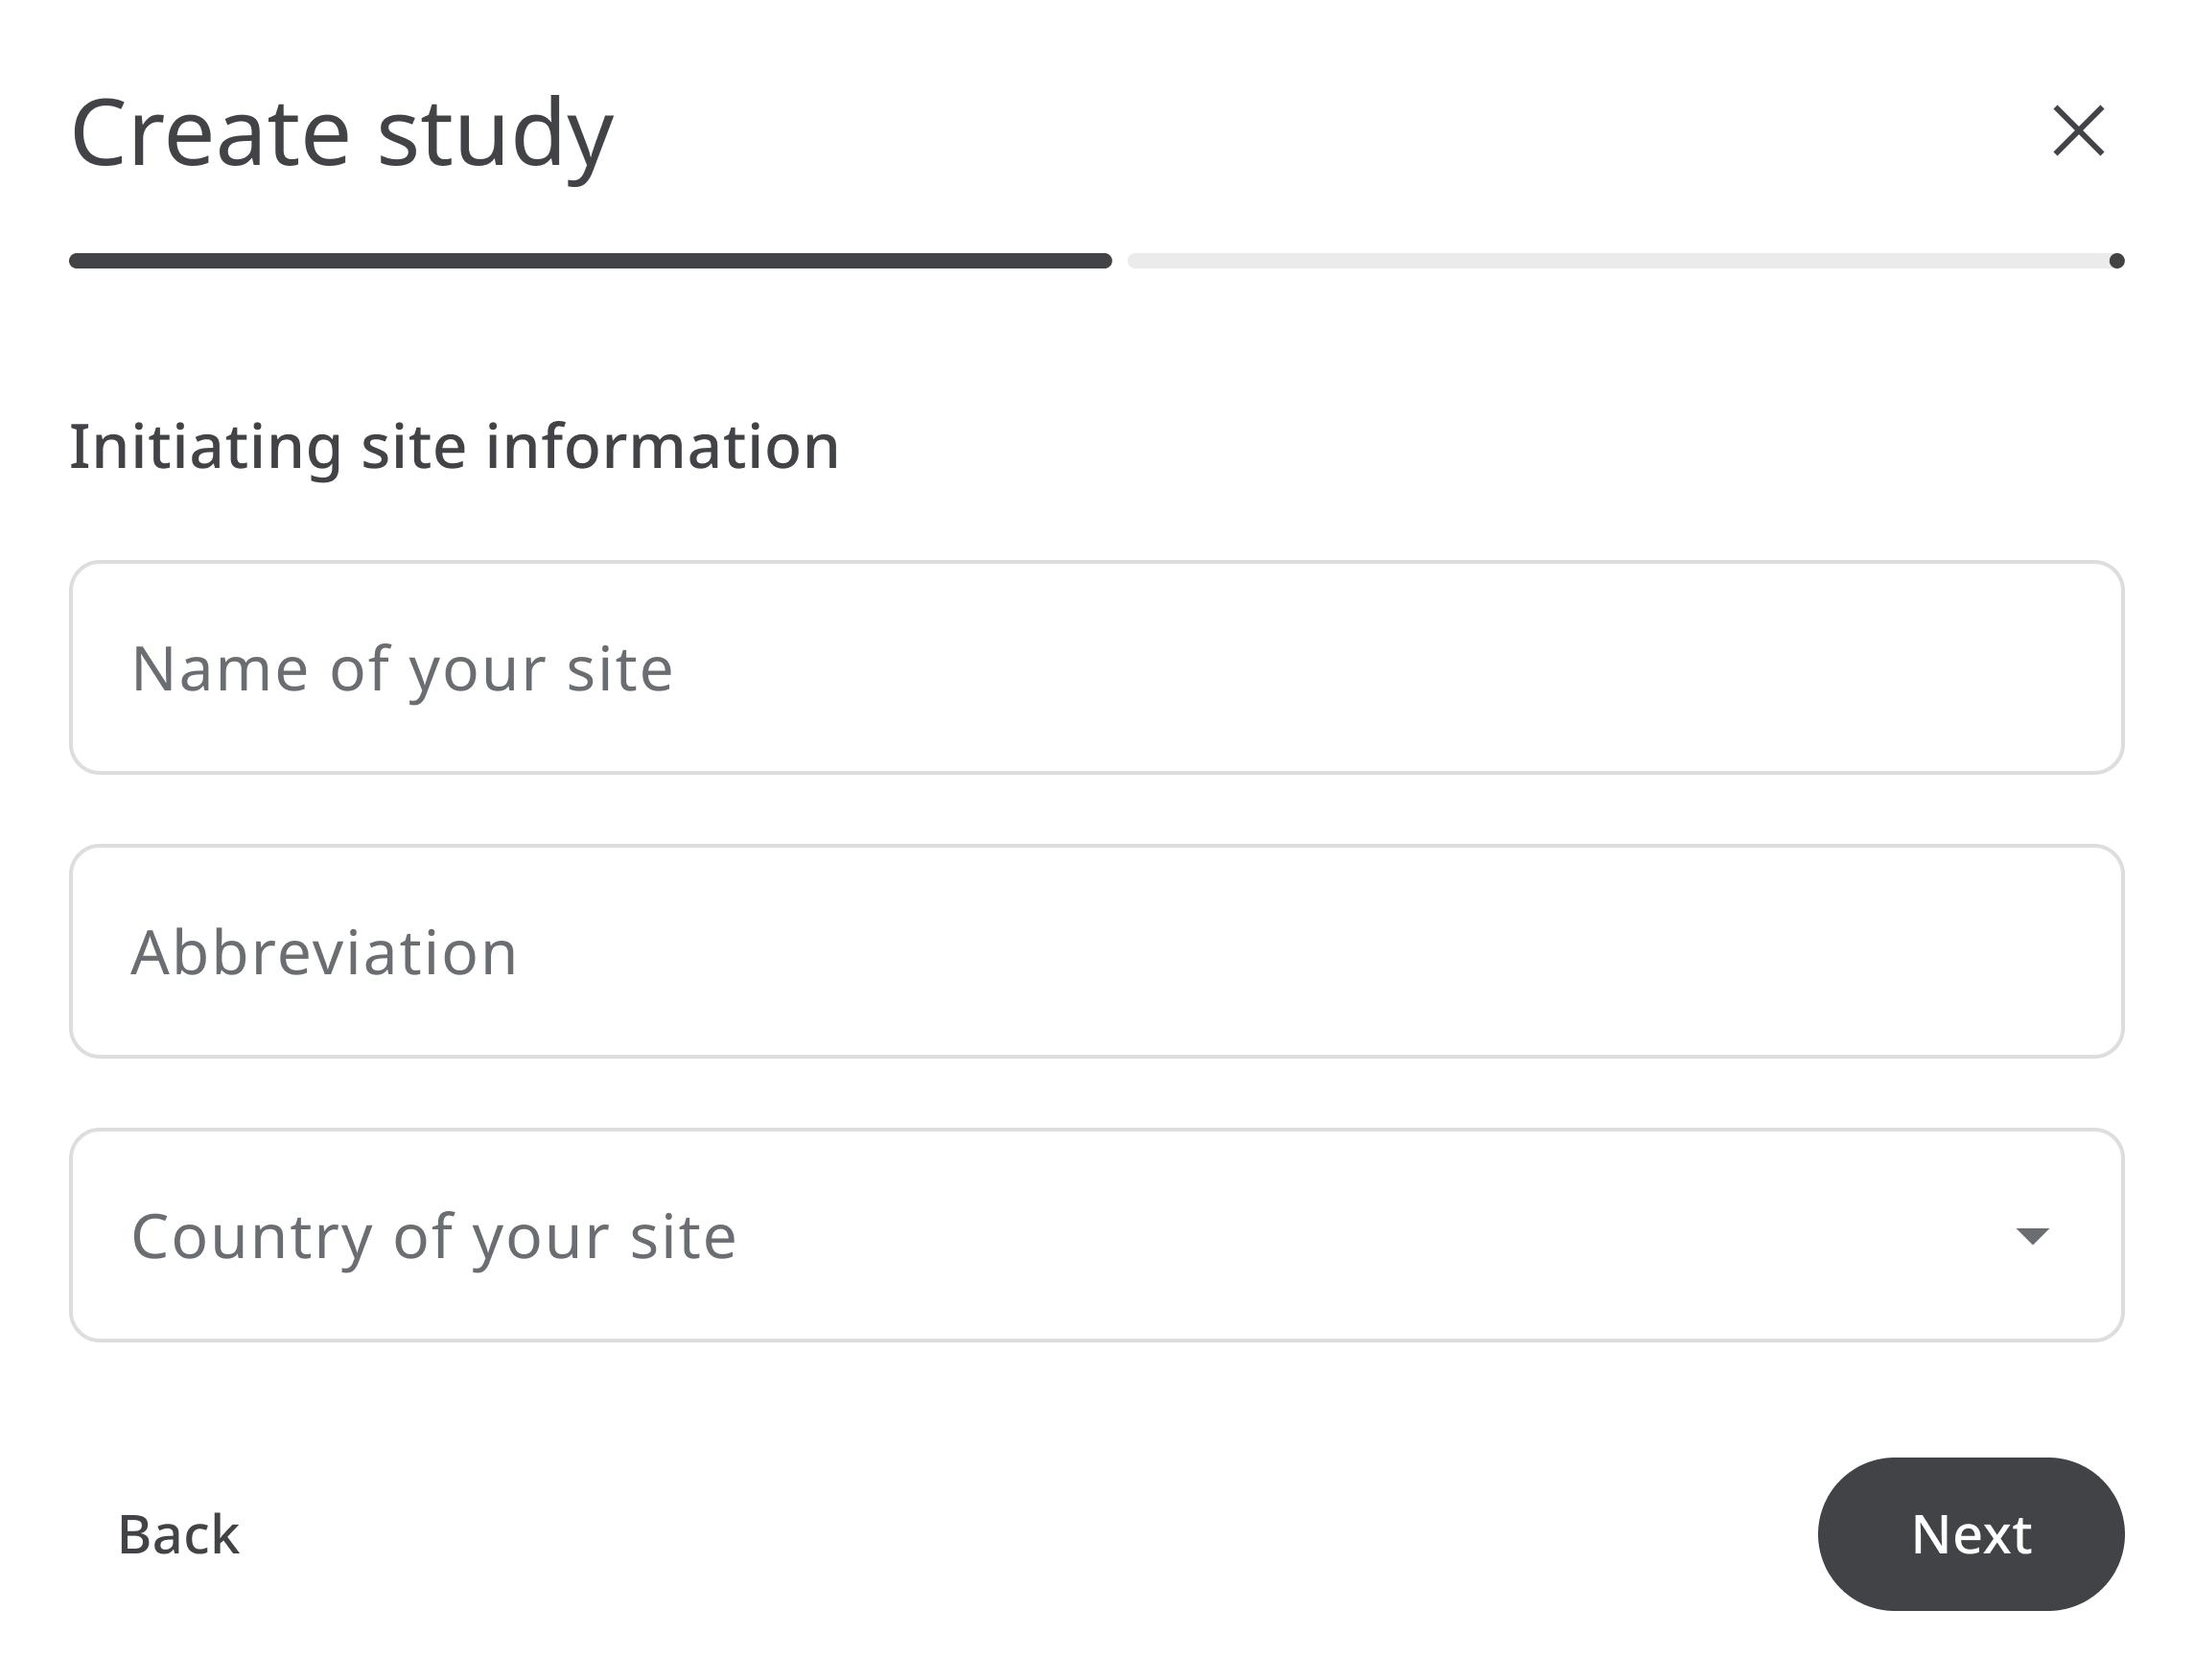 Create study
Initiating site information
Name of your site
Abbreviation
Country of your site
Back
Next